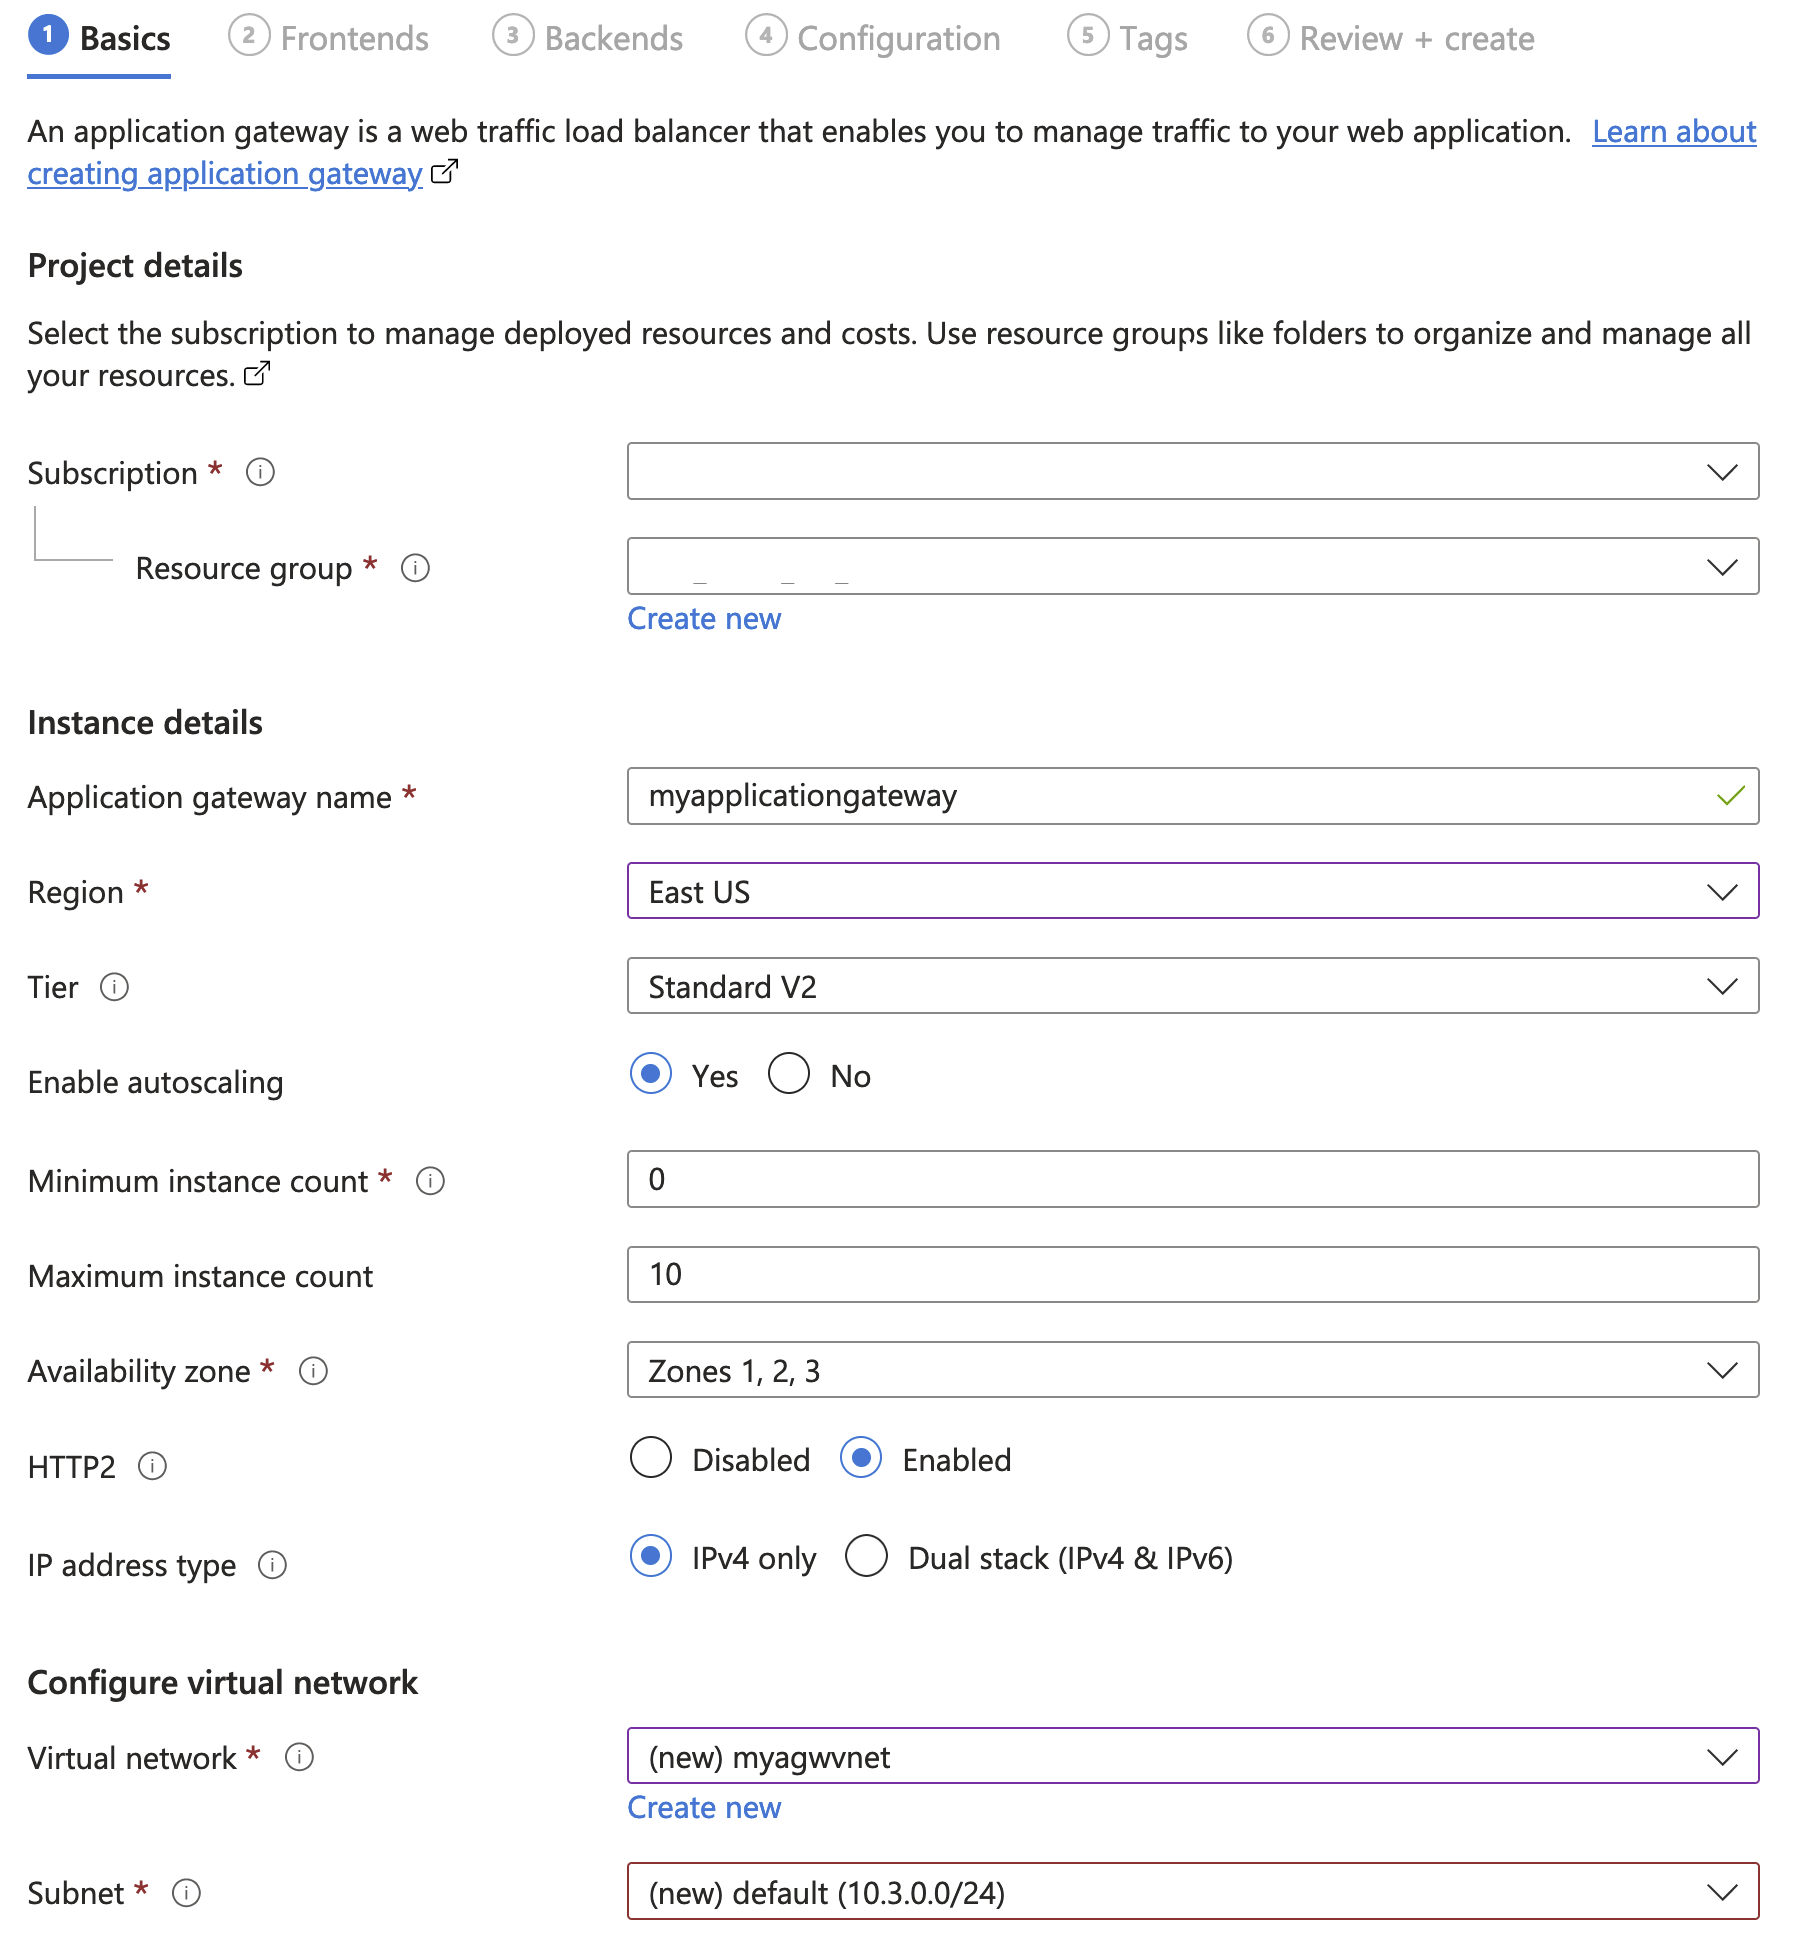 1 Basics 2 Frontends 3 Backends 4 Configuration 5 Tags 6 Review + create
An application gateway is a web traffic load balancer that enables you to manage traffic to your web application. Learn about
creating application gateway
Project details
Select the subscription to manage deployed resources and costs. Use resource groups like folders to organize and manage all
your resources.
Subscription *
Resource group *
Create new
Instance details
Application gateway name * myapplicationgateway
Region * East US
Tier Standard V2
Enable autoscaling Yes No
Minimum instance count * 0
Maximum instance count 10
Availability zone * Zones 1, 2, 3
HTTP2 Disabled Enabled
IP address type IPv4 only Dual stack (IPv4 & IPv6)
Configure virtual network
Virtual network * (new) myagwvnet
Create new
Subnet * (new) default (10.3.0.0/24)